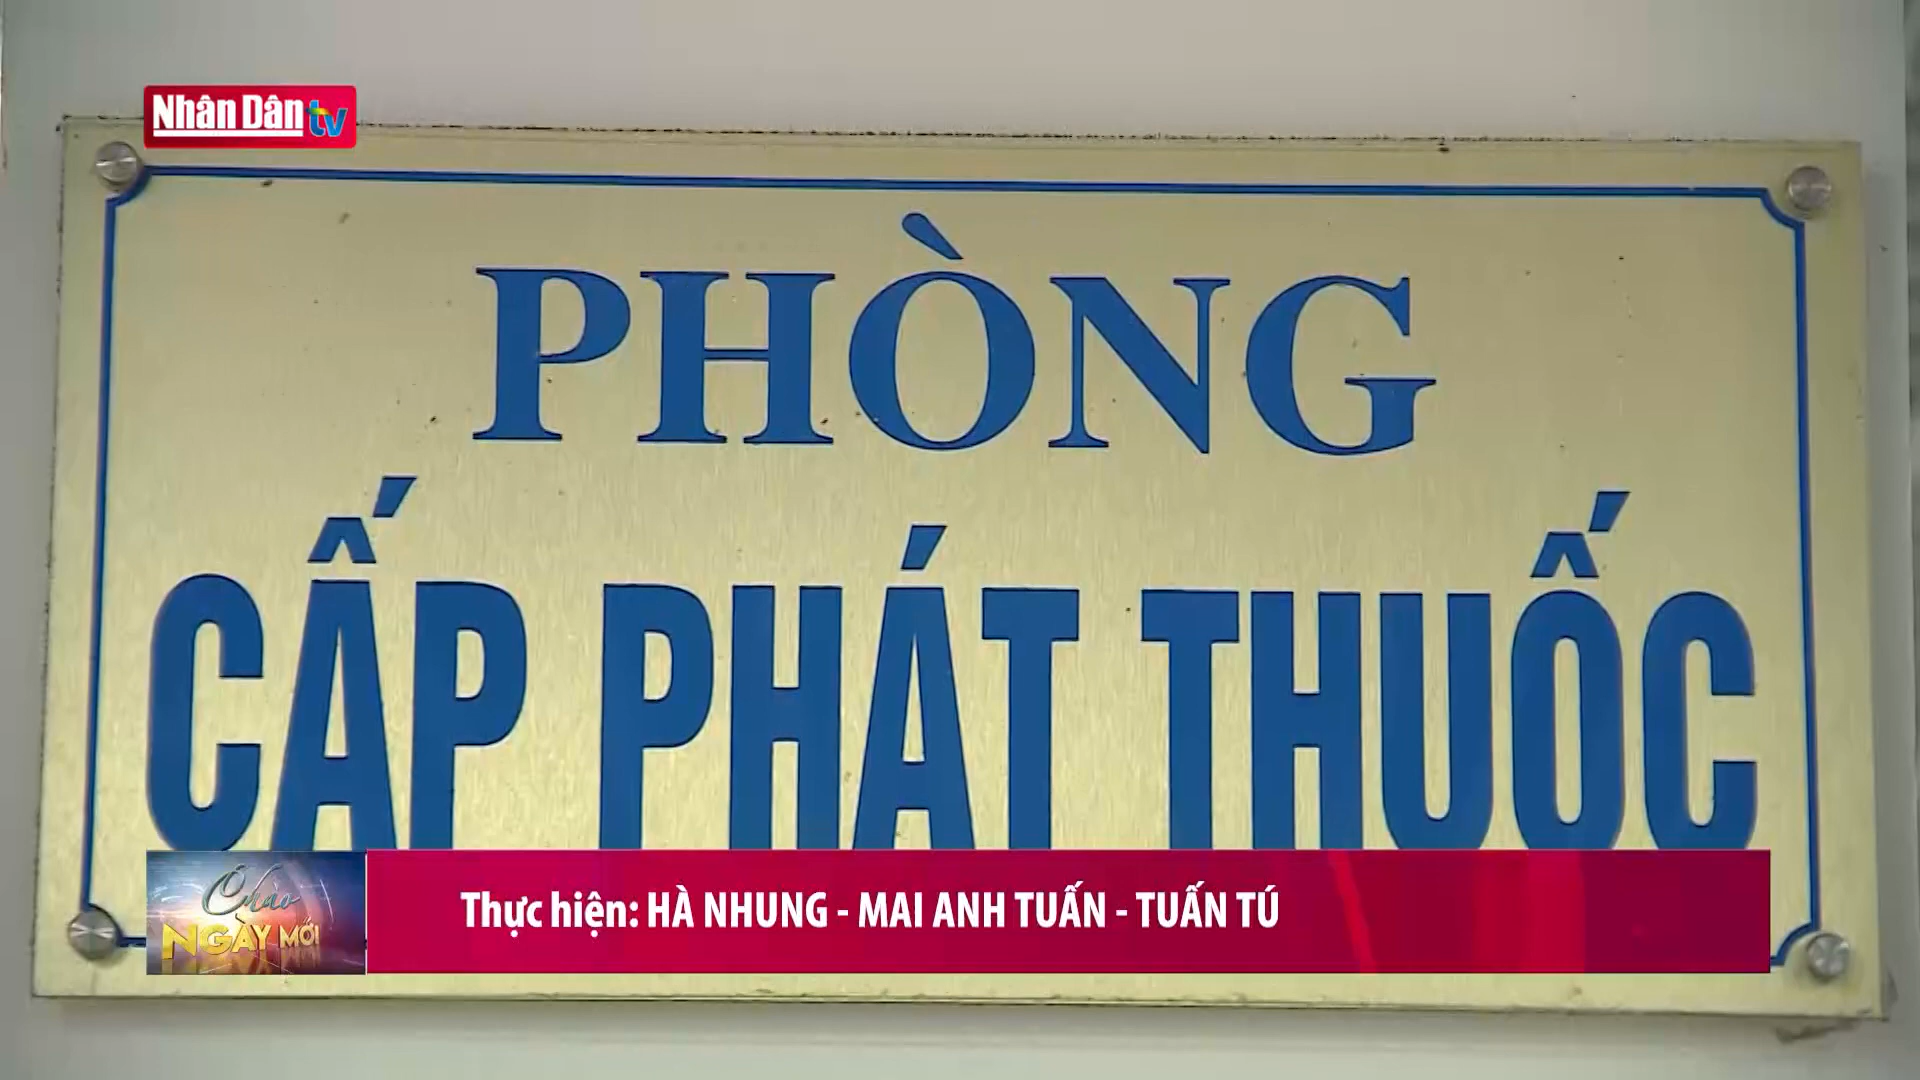 Nhân Dân tv
PHÒNG
CẤP PHÁT THUỐC
Chào
NGÀY MỚI
Thực hiện: HÀ NHUNG - MAI ANH TUẤN - TUẤN TÚ